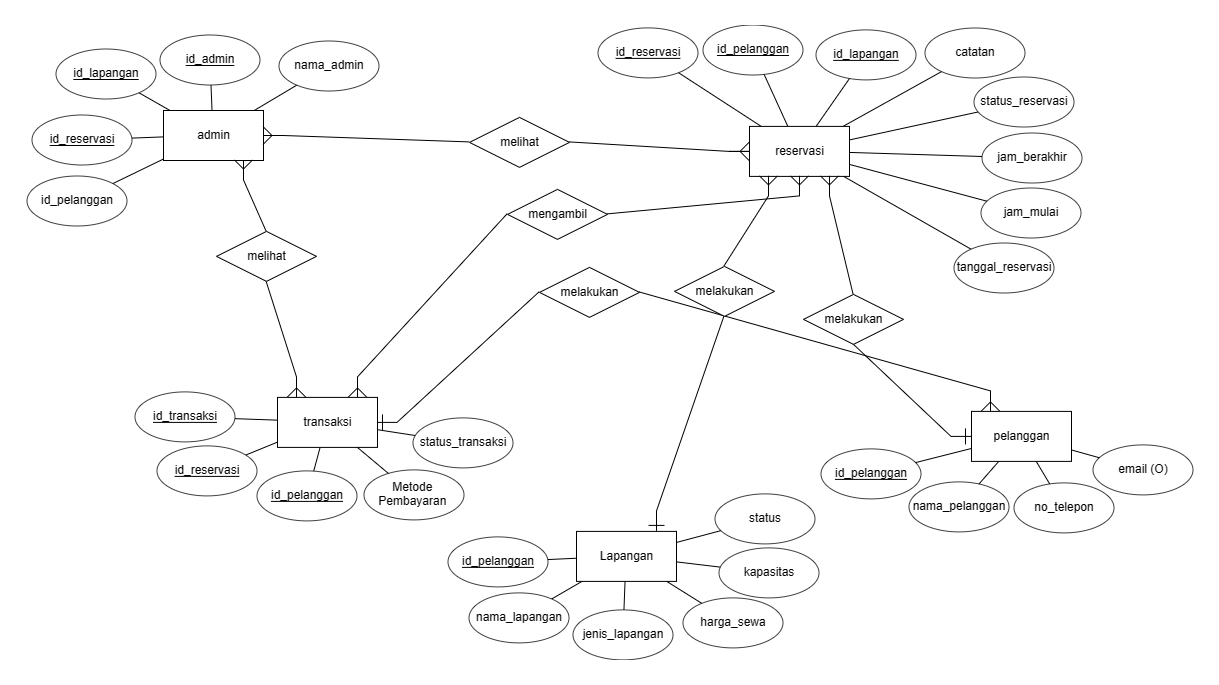 id_lapangan
id_admin
nama_admin
id_reservasi
id_pelanggan
admin
melihat
id_reservasi
id_pelanggan
id_lapangan
catatan
status_reservasi
jam_berakhir
jam_mulai
tanggal_reservasi
reservasi
melihat
mengambil
melakukan
melakukan
melakukan
transaksi
id_transaksi
id_reservasi
id_pelanggan
Metode
Pembayaran
status_transaksi
pelanggan
id_pelanggan
nama_pelanggan
no_telepon
email (O)
Lapangan
id_pelanggan
nama_lapangan
jenis_lapangan
harga_sewa
kapasitas
status